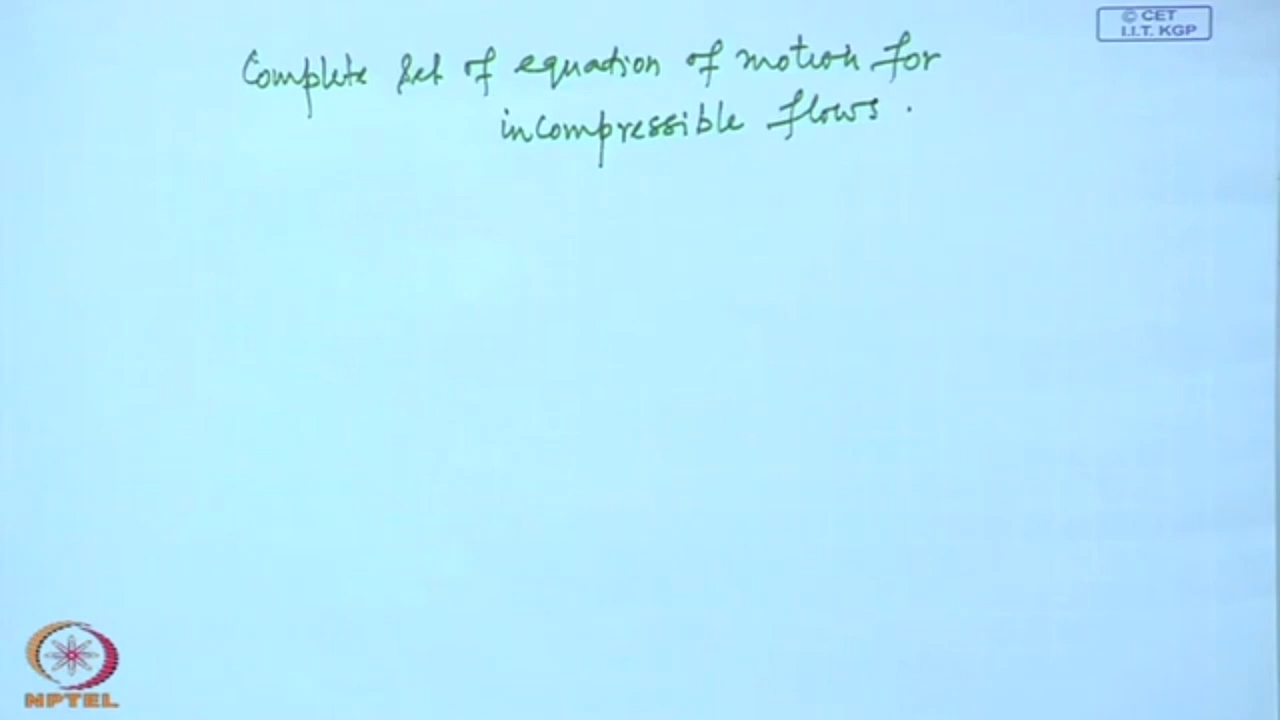 © CET
I.I.T. KGP
Complete set of equation of motion for
incompressible flows.
NPTEL